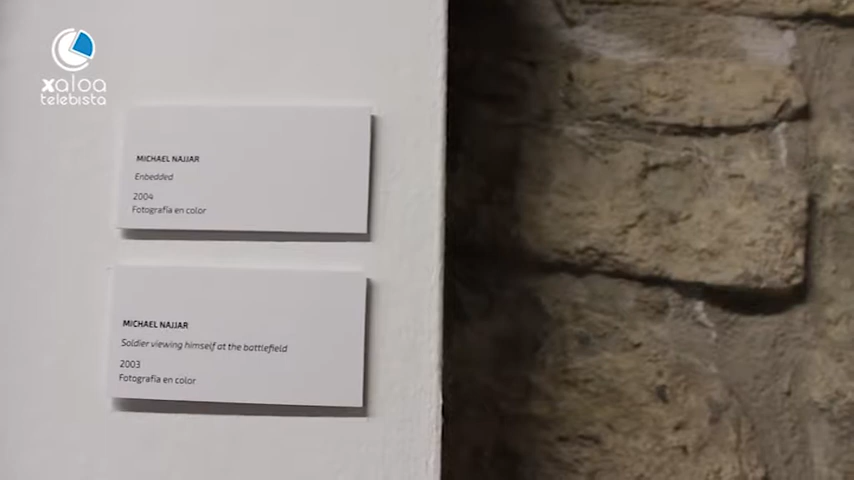 xaloa
telebista
MICHAEL NAJJAR
Enbedded
2004
Fotografía en color
MICHAEL NAJJAR
Soldier viewing himself at the battlefield
2003
Fotografía en color